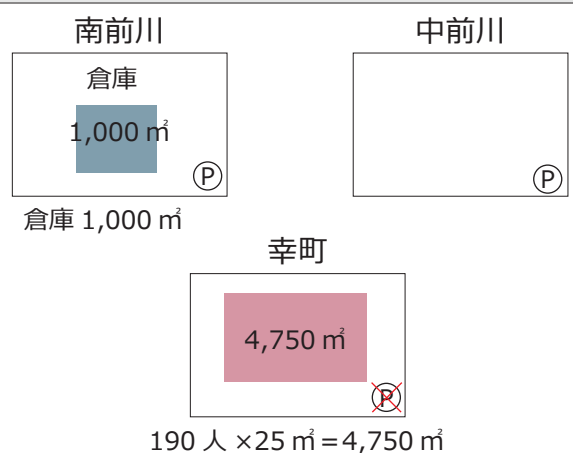 南前川
中前川
倉庫
1,000 ㎡
Ⓟ
Ⓟ
倉庫 1,000 ㎡
幸町
4,750 ㎡
Ⓟ
190 人 ×25 ㎡＝4,750 ㎡